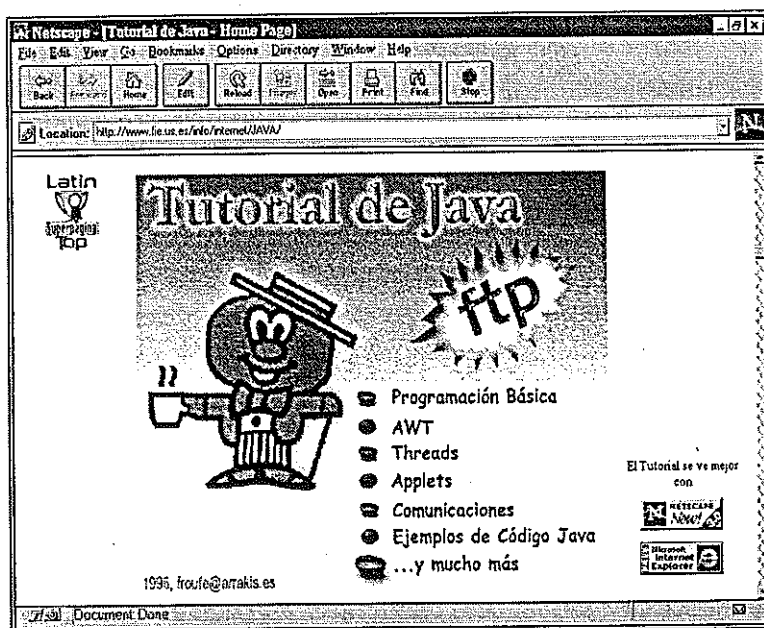 Netscape - [Tutorial de Java - Home Page]
File Edit View Go Bookmarks Options Directory Window Help
Back Forward Home Edit Reload Images Open Print Find Stop
Location: http://www.fie.us.es/info/internet/JAVA/
Latin
Superpagina!
Top
Tutorial de Java
ftp
Programación Básica
AWT
Threads
Applets
Comunicaciones
Ejemplos de Código Java
...y mucho más
El Tutorial se ve mejor
con
NETSCAPE
Now!
Microsoft
Internet
Explorer
1996, froufe@arrakis.es
Document: Done